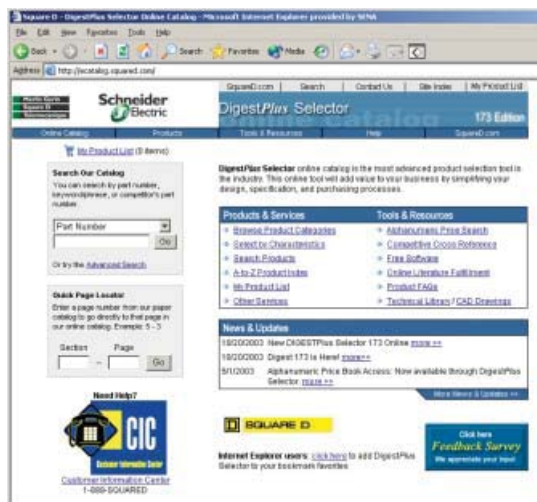 Square D - DigestPlus Selector Online Catalog - Microsoft Internet Explorer provided by SENA
File Edit View Favorites Tools Help
Back Search Favorites Media
Address http://ecatalog.squared.com/
SquareD.com | Search | Contact Us | Site Index | My Product List
Merlin Gerin
Square D
Telemecanique
Schneider Electric
DigestPlus Selector
173 Edition
Online Catalog Products Tools & Resources Help SquareD.com
My Product List (0 items)
Search Our Catalog
You can search by part number, keyword/phrase, or competitor's part number.
Part Number
Go
Or try the Advanced Search
Quick Page Locator
Enter a page number from our paper catalog to go directly to that page in our online catalog. Example: 5 - 3
Section Page
– Go
Need Help?
CIC
Customer Information Center
Customer Information Center
1-888-SQUARED
DigestPlus Selector online catalog is the most advanced product selection tool in the industry. This online tool will add value to your business by simplifying your design, specification, and purchasing processes.
Products & Services
Browse Product Categories
Select by Characteristics
Search Products
A-to-Z Product Index
My Product List
Other Services
Tools & Resources
Alphanumeric Price Search
Competitive Cross Reference
Free Software
Online Literature Fulfillment
Product FAQs
Technical Library / CAD Drawings
News & Updates
10/20/2003 New DIGESTPlus Selector 173 Online more >>
10/20/2003 Digest 173 is Here! more >>
5/1/2003 Alphanumeric Price Book Access: Now available through DigestPlus Selector more >>
More News & Updates >>
SQUARE D
Internet Explorer users: click here to add DigestPlus Selector to your bookmark favorites
Click here
Feedback Survey
We appreciate your input